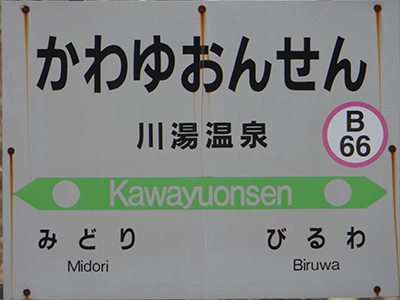 かわゆおんせん
川湯温泉
B
66
Kawayuonsen
みどり びるわ
Midori Biruwa